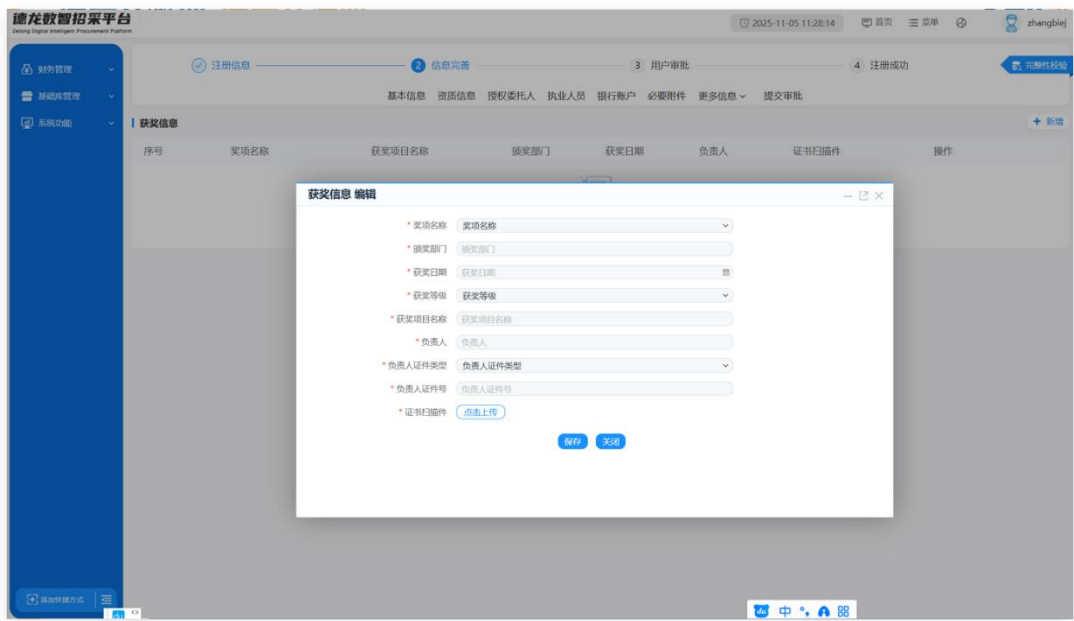 德龙数智招采平台
Delong Digital Intelligent Procurement Platform
2025-11-05 11:28:14 首页 菜单 zhangbiej
财务管理
基础库管理
系统功能
注册信息 2 信息完善 3 用户审批 4 注册成功 完整性校验
基本信息 资质信息 授权委托人 执业人员 银行账户 必要附件 更多信息 提交审批
获奖信息 + 新增
序号 奖项名称 获奖项目名称 颁奖部门 获奖日期 负责人 证书扫描件 操作
获奖信息 编辑
* 奖项名称 奖项名称
* 颁奖部门 颁奖部门
* 获奖日期 获奖日期
* 获奖等级 获奖等级
* 获奖项目名称 获奖项目名称
* 负责人 负责人
* 负责人证件类型 负责人证件类型
* 负责人证件号 负责人证件号
* 证书扫描件 点击上传
保存 关闭
添加快捷方式
du 中 °,